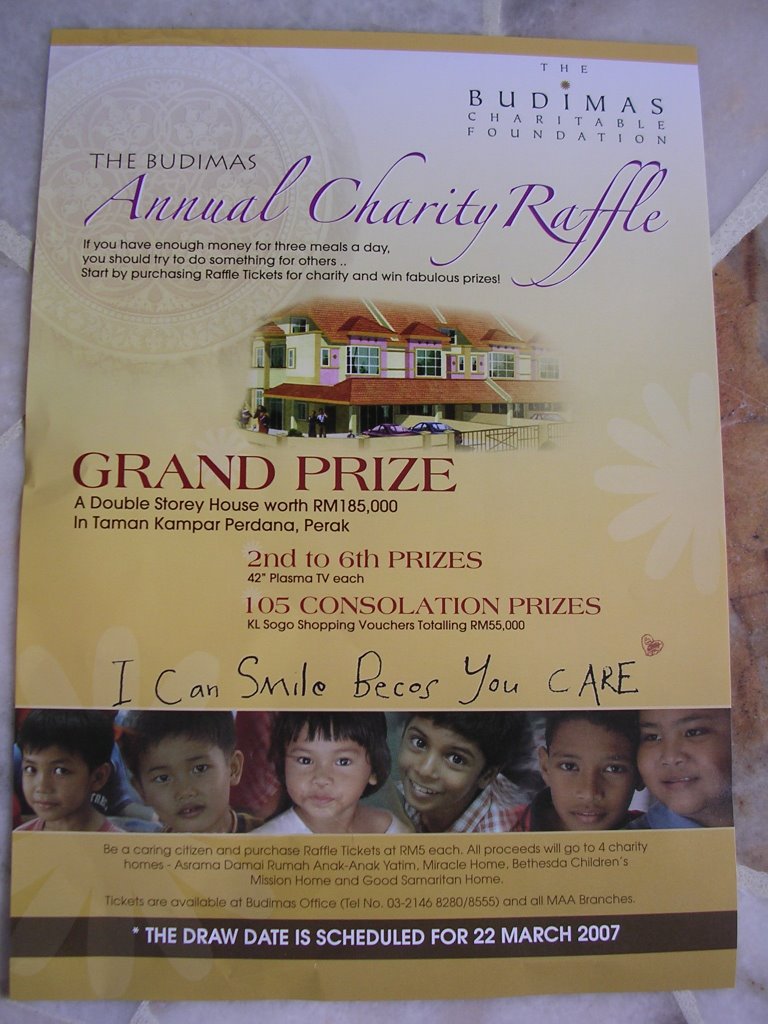 THE
BUDIMAS
CHARITABLE
FOUNDATION
THE BUDIMAS
Annual Charity Raffle
If you have enough money for three meals a day,
you should try to do something for others ..
Start by purchasing Raffle Tickets for charity and win fabulous prizes!
GRAND PRIZE
A Double Storey House worth RM185,000
In Taman Kampar Perdana, Perak
2nd to 6th PRIZES
42" Plasma TV each
105 CONSOLATION PRIZES
KL Sogo Shopping Vouchers Totalling RM55,000
I Can Smile Becos You CARE
Be a caring citizen and purchase Raffle Tickets at RM5 each. All proceeds will go to 4 charity
homes - Asrama Damai Rumah Anak-Anak Yatim, Miracle Home, Bethesda Children's
Mission Home and Good Samaritan Home.
Tickets are available at Budimas Office (Tel No. 03-2146 8280/8555) and all MAA Branches.
* THE DRAW DATE IS SCHEDULED FOR 22 MARCH 2007